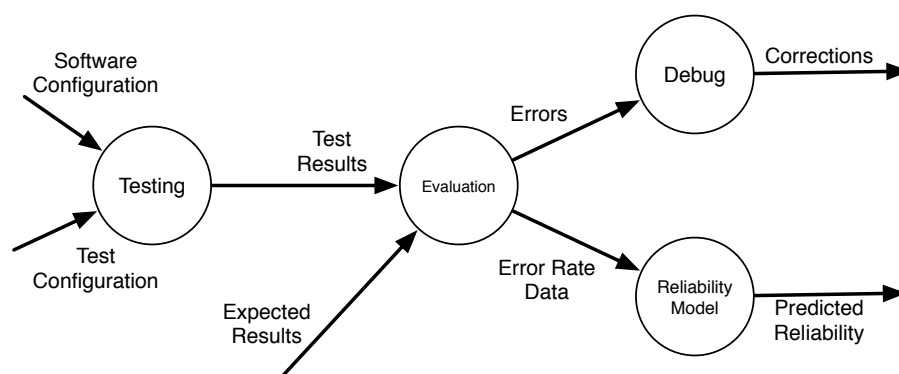 Software
Configuration
Testing
Test
Configuration
Test
Results
Expected
Results
Evaluation
Errors
Error Rate
Data
Debug
Corrections
Reliability
Model
Predicted
Reliability